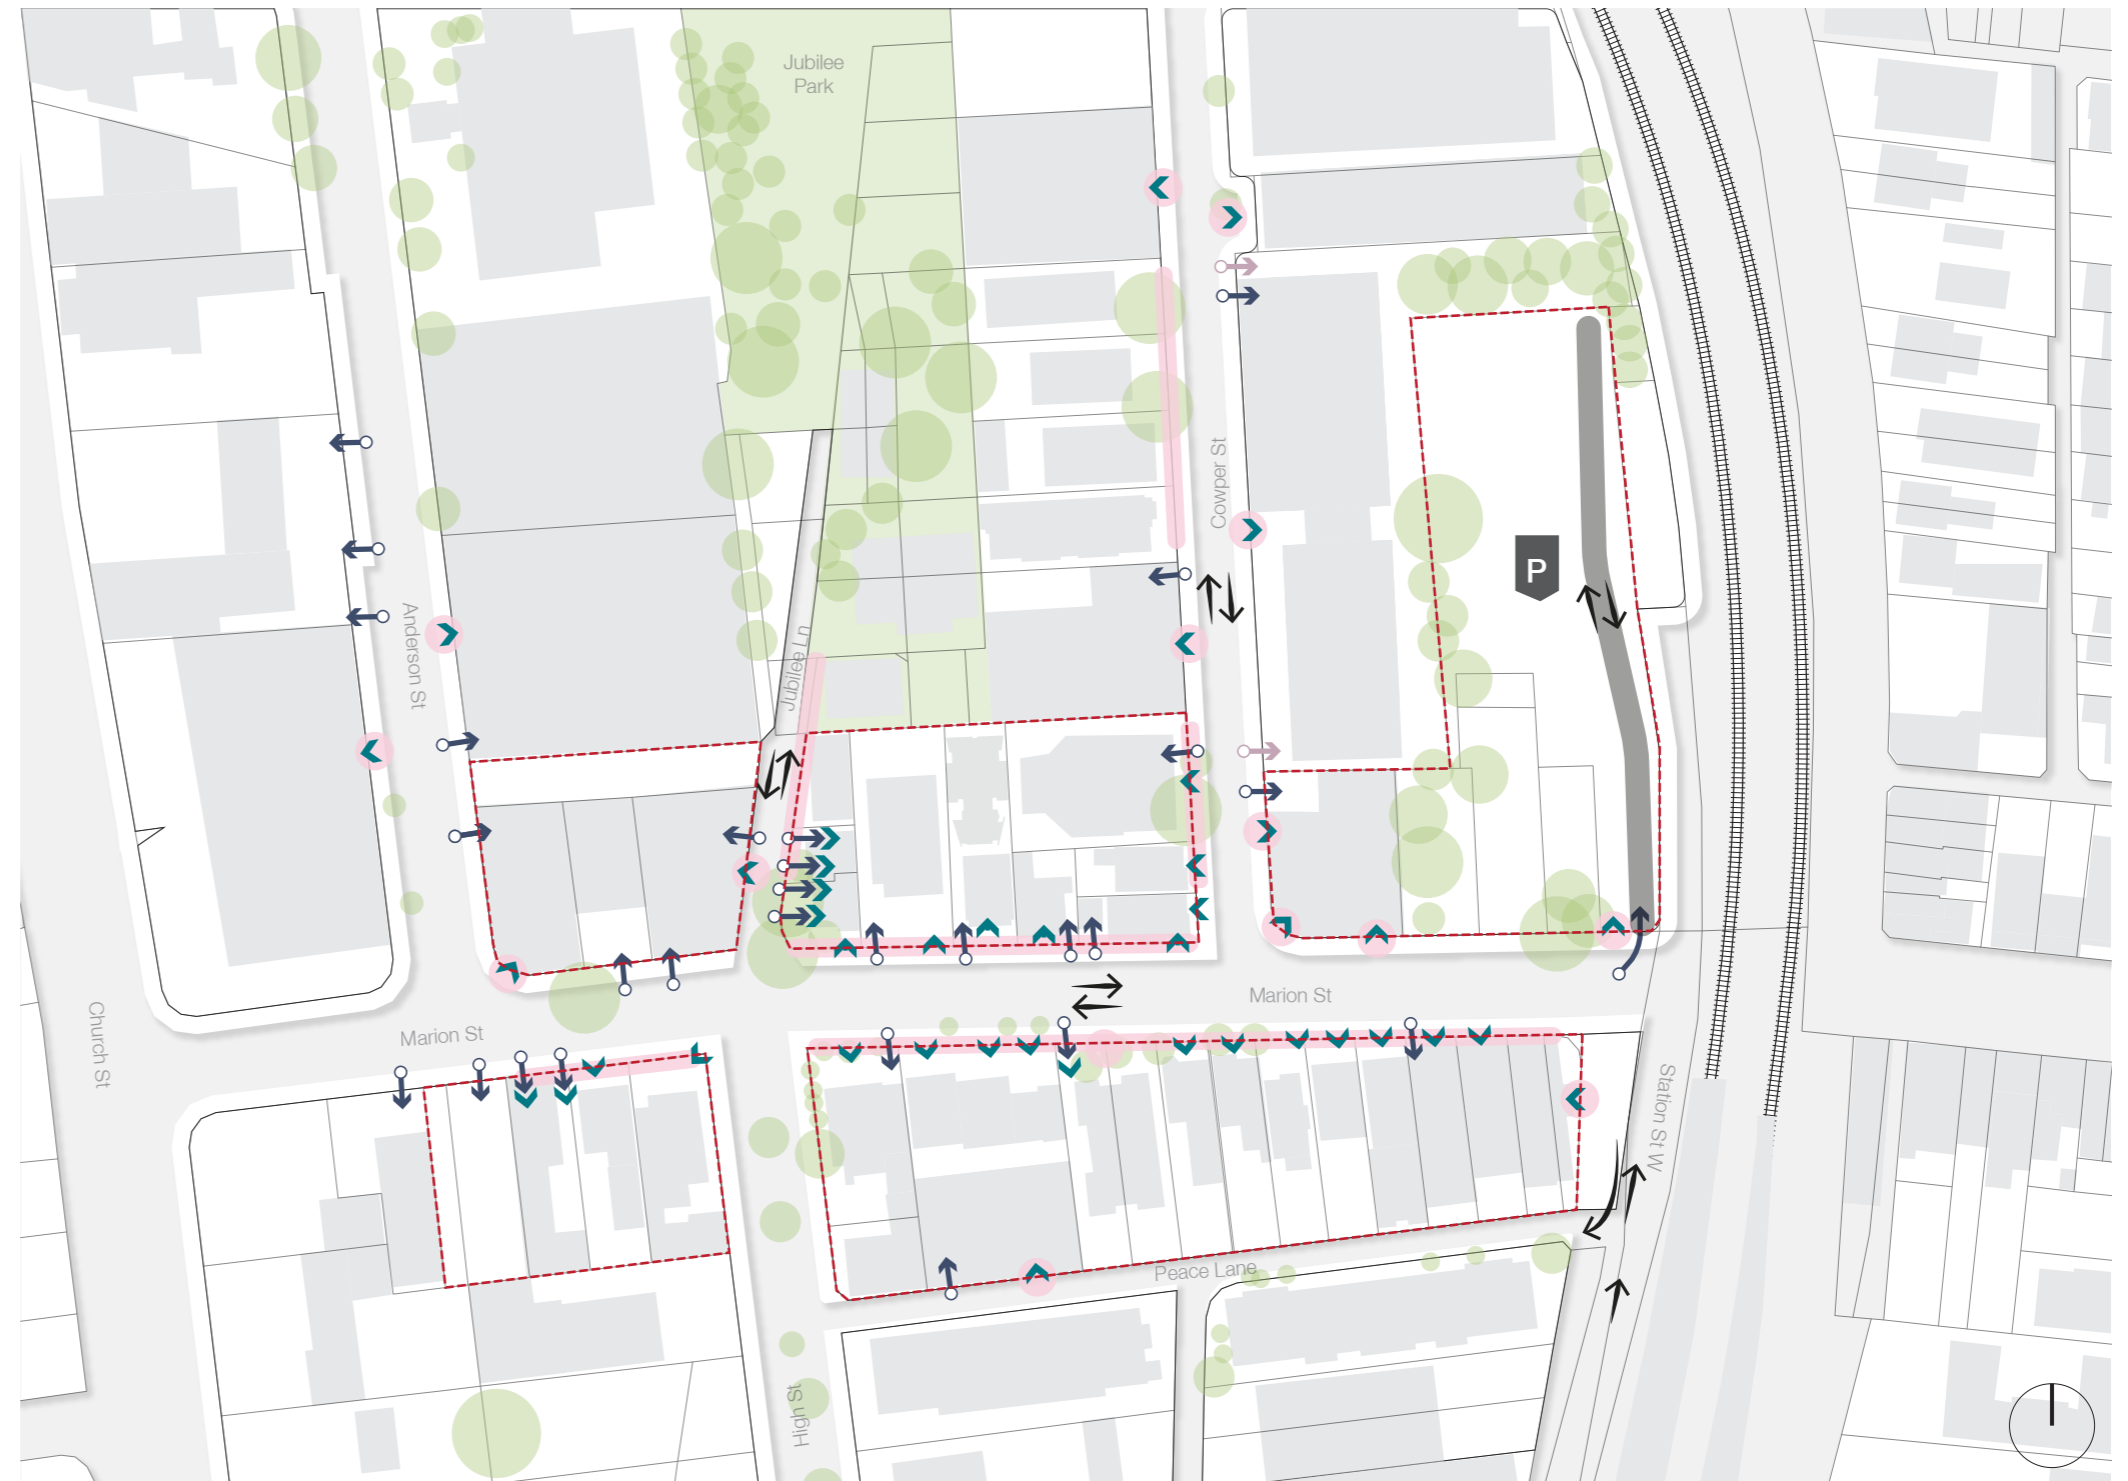 Jubilee
Park
Cowper St
P
Anderson St
Jubilee Ln
Marion St
Church St
Marion St
Station St W
Peace Lane
High St